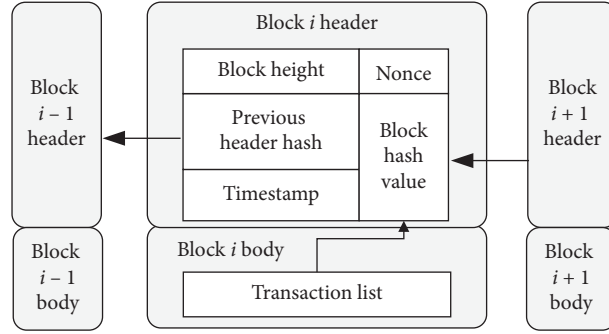 Block
i – 1
header
Block
i – 1
body
Block i header
Block height
Nonce
Previous
header hash
Block
hash
value
Timestamp
Block i body
Transaction list
Block
i + 1
header
Block
i + 1
body